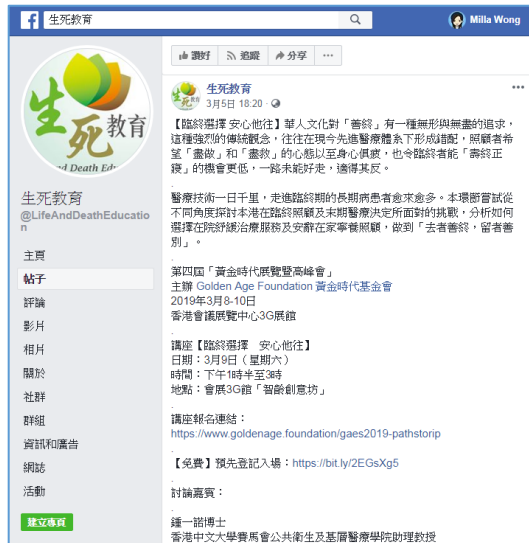 生死教育
Milla Wong
生死教育
Life and Death Education
生死教育
@LifeAndDeathEducatio
n
主頁
帖子
評論
影片
相片
關於
社群
群組
資訊和廣告
網誌
活動
建立專頁
讚好
追蹤
分享
生死教育
3月5日 18:20
【臨終選擇 安心他往】華人文化對「善終」有一種無形與無盡的追求，
這種強烈的傳統觀念，往往在現今先進醫療體系下形成錯配，照顧者希
望「盡做」和「盡救」的心態以至身心俱疲，也令臨終者能「壽終正
寢」的機會更低，一路未能好走，適得其反。
.
醫療技術一日千里，走進臨終期的長期病患者愈來愈多。本環節嘗試從
不同角度探討本港在臨終照顧及末期醫療決定所面對的挑戰，分析如何
選擇在院紓緩治療服務及安辭在家寧養照顧，做到「去者善終，留者善
別」。
.
第四屆「黃金時代展覽暨高峰會」
主辦 Golden Age Foundation 黃金時代基金會
2019年3月8-10日
香港會議展覽中心3G展館
.
講座【臨終選擇　安心他往】
日期：3月9日（星期六）
時間：下午1時半至3時
地點：會展3G館「智齡創意坊」
.
講座報名連結：
https://www.goldenage.foundation/gaes2019-pathstorip
.
【免費】預先登記入場：https://bit.ly/2EGsXg5
.
討論嘉賓：
.
鍾一諾博士
香港中文大學賽馬會公共衛生及基層醫療學院助理教授